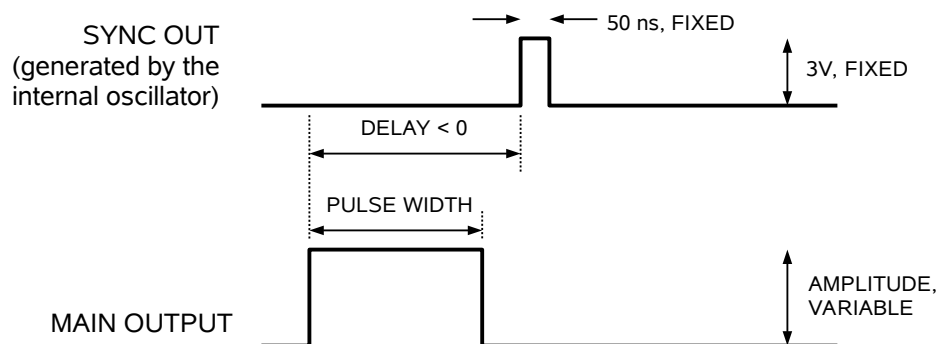 50 ns, FIXED
SYNC OUT
(generated by the
internal oscillator)
3V, FIXED
DELAY < 0
PULSE WIDTH
AMPLITUDE,
VARIABLE
MAIN OUTPUT